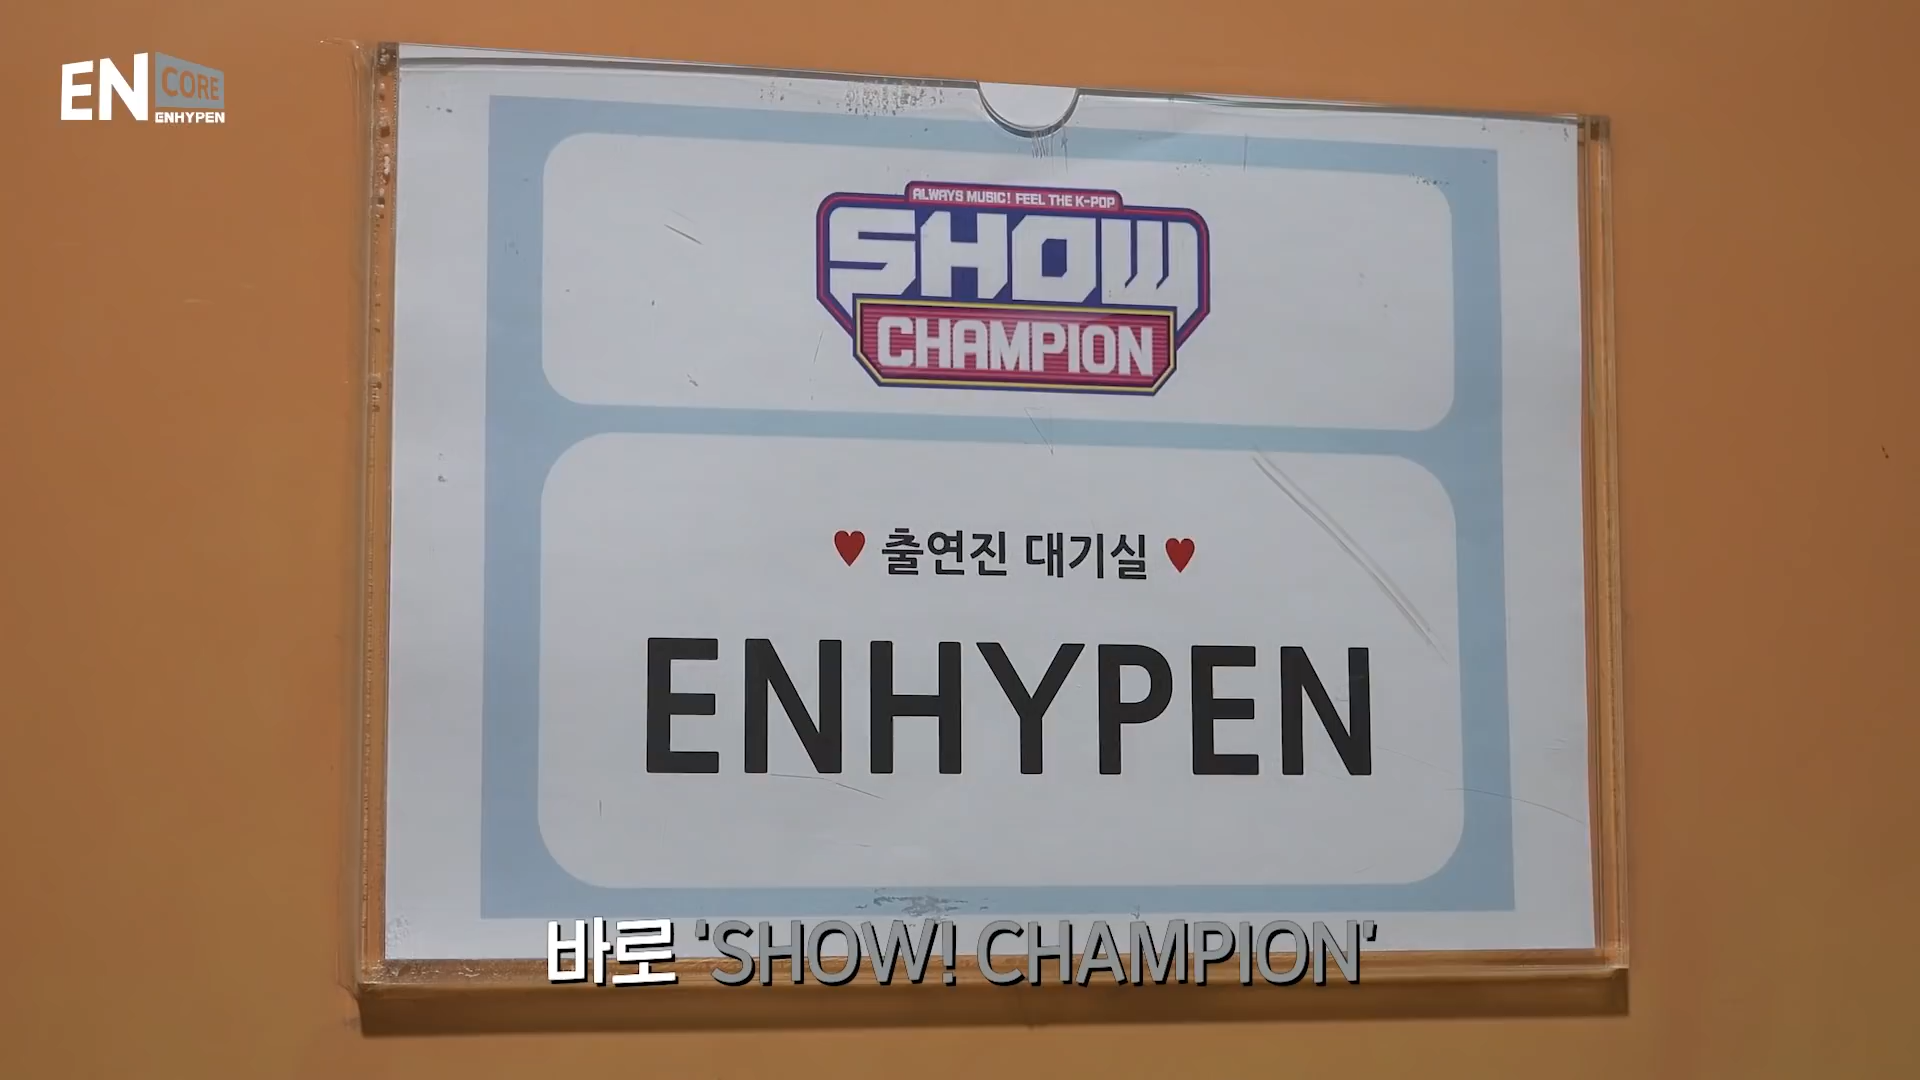 EN CORE
ENHYPEN
ALWAYS MUSIC! FEEL THE K-POP
SHOW
CHAMPION
♥ 출연진 대기실 ♥
ENHYPEN
바로 'SHOW! CHAMPION'